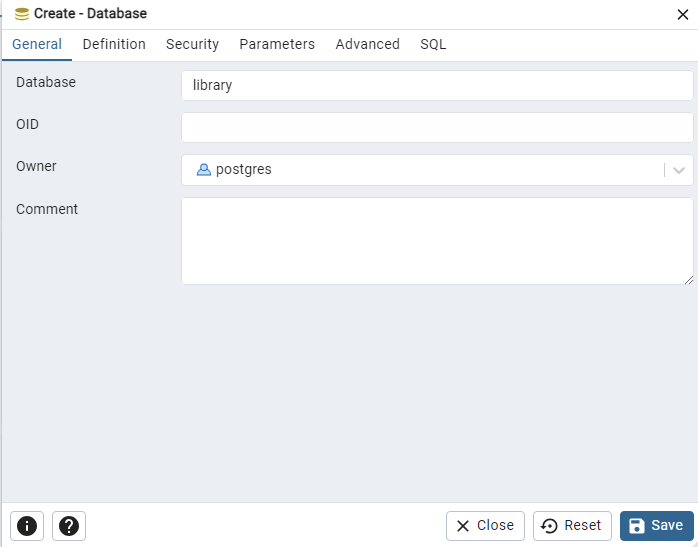 Create - Database
General Definition Security Parameters Advanced SQL
Database library
OID
Owner postgres
Comment
Close Reset Save